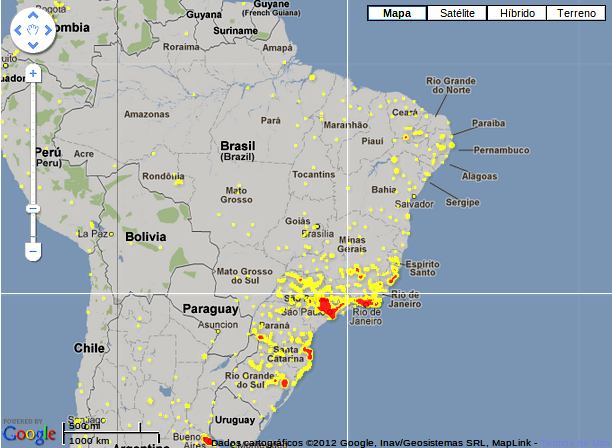 Bogotá
Guyane
(French Guiana)
Mapa
Satélite
Híbrido
Terreno
Guyana
Suriname
Roraima
Amapá
Amazonas
Pará
Maranhão
Ceará
Rio Grande
do Norte
Paraíba
Piauí
Pernambuco
Brasil
(Brazil)
Perú
(Peru)
Acre
Rondônia
Tocantins
Alagoas
Mato
Grosso
Bahia
Salvador
Sergipe
Goiás
Brasília
La Paz
Bolivia
Minas
Gerais
Espírito
Santo
Mato Grosso
do Sul
São Paulo
Rio de
Janeiro
Rio de
Janeiro
Paraguay
Asuncion
Paraná
Chile
Santa
Catarina
Rio Grande
do Sul
Uruguay
Santiago
Buenos
Aires
Argentina
POWERED BY
Google
500 mi
1000 km
Dados cartográficos ©2012 Google, Inav/Geosistemas SRL, MapLink -